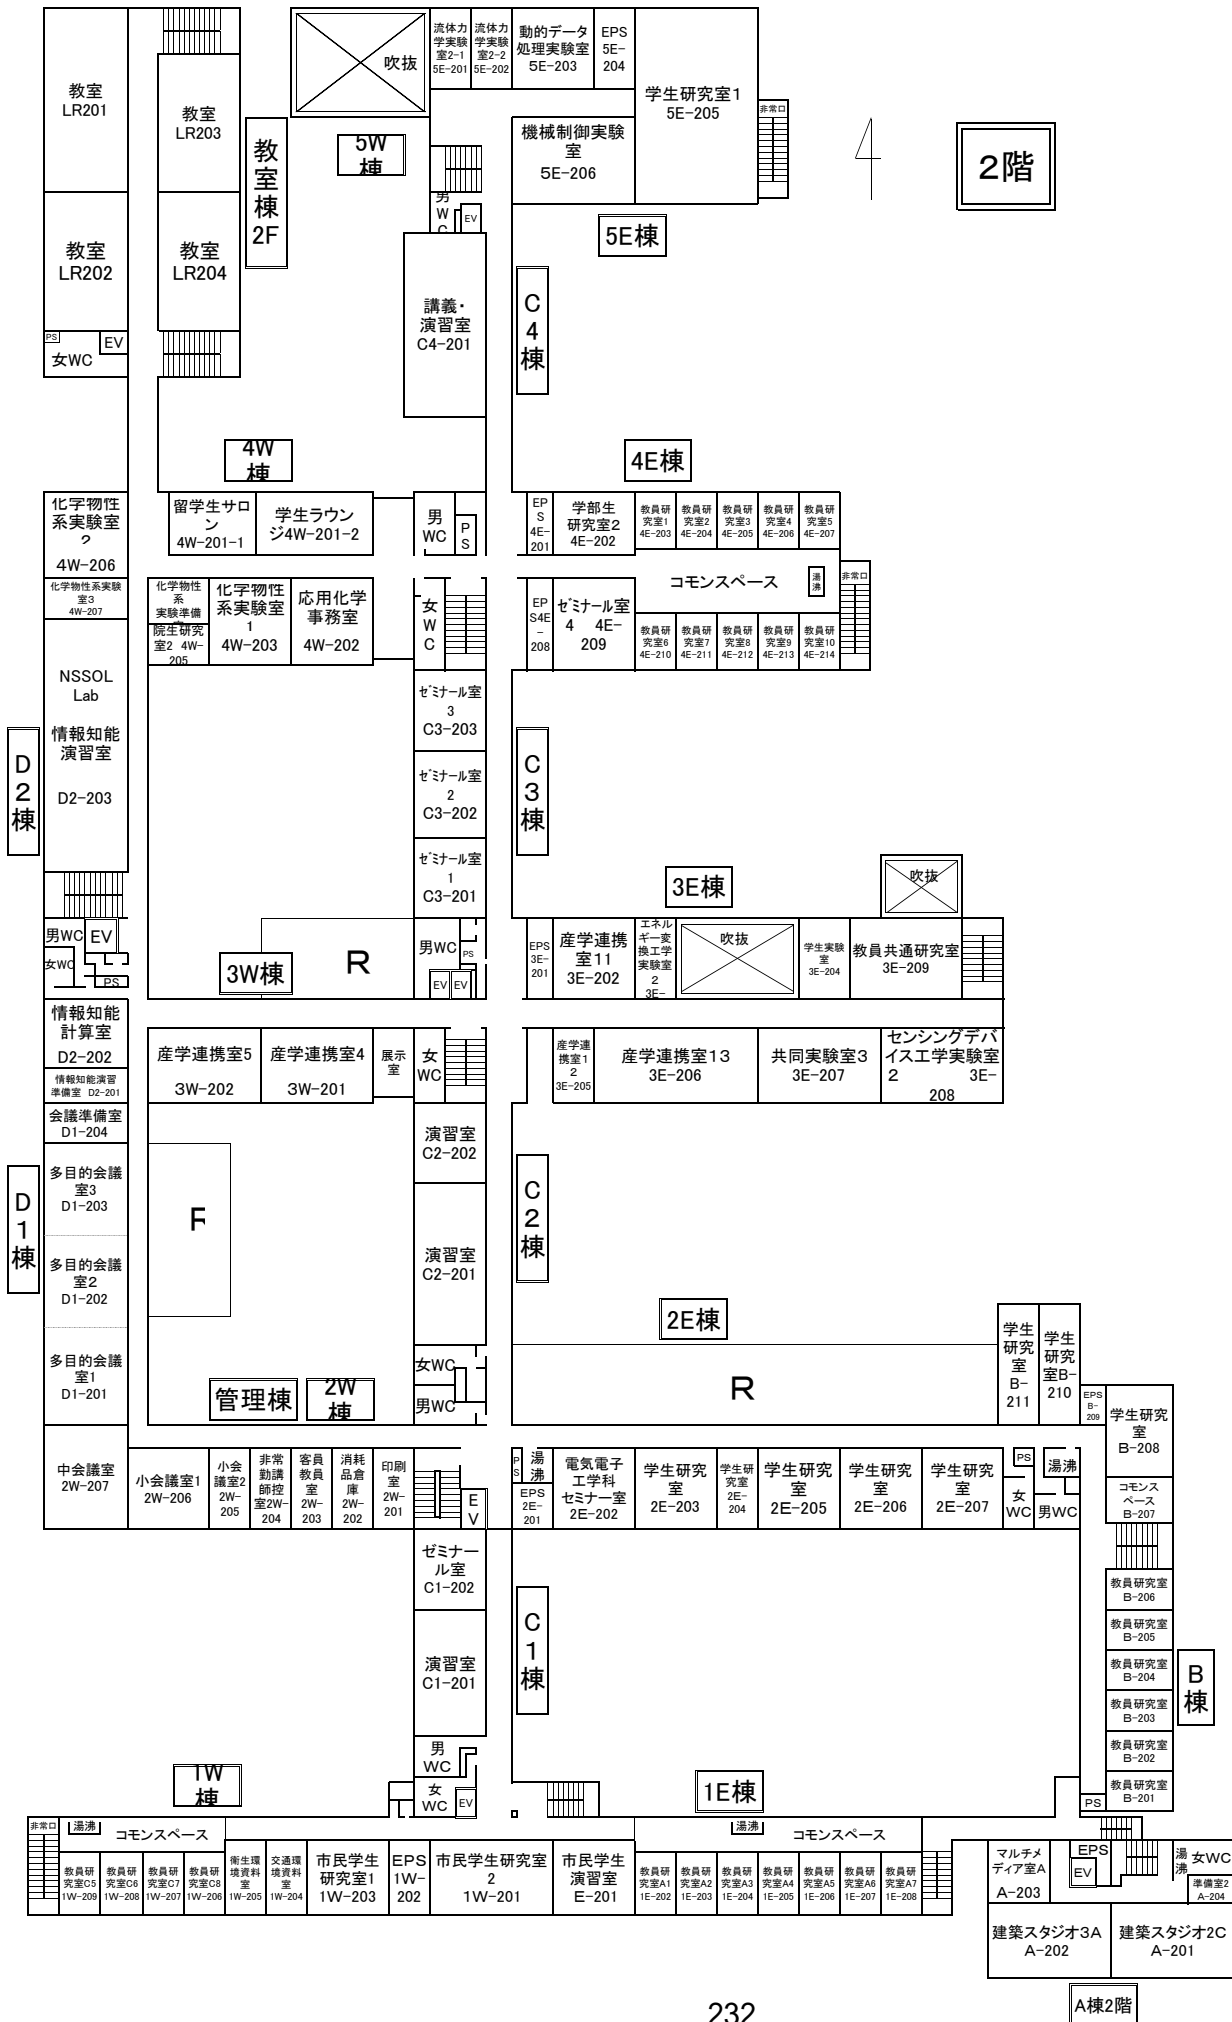 教室
LR201
教室
LR203
吹抜
流体力
学実験
室2-1
5E-201
流体力
学実験
室2-2
5E-202
動的データ
処理実験室
5E-203
EPS
5E-
204
学生研究室1
5E-205
非常口
機械制御実験
室
5E-206
2階
教室棟2F
5W
棟
男
W
C
EV
5E棟
教室
LR202
教室
LR204
PS
EV
女WC
講義・
演習室
C4-201
C4棟
4W
棟
4E棟
化学物性
系実験室
2
4W-206
留学生サロ
ン
4W-201-1
学生ラウン
ジ4W-201-2
男
WC
P
S
EP
S
4E-
201
学部生
研究室2
4E-202
教員研
究室1
4E-203
教員研
究室2
4E-204
教員研
究室3
4E-205
教員研
究室4
4E-206
教員研
究室5
4E-207
コモンスペース
湯沸
非常口
化学物性系実験
室3
4W-207
化学物性
系
実験準備
室
院生研究
室2 4W-
205
化学物性
系実験室
1
4W-203
応用化学
事務室
4W-202
女
W
C
EP
S4E
-
208
ゼミナール室
4 4E-
209
教員研
究室6
4E-210
教員研
究室7
4E-211
教員研
究室8
4E-212
教員研
究室9
4E-213
教員研
究室10
4E-214
NSSOL
Lab
情報知能
演習室
D2-203
D2棟
ゼミナール室
3
C3-203
ゼミナール室
2
C3-202
ゼミナール室
1
C3-201
C3棟
3E棟
吹抜
男WC
EV
女WC
PS
3W棟
R
男WC
PS
EV
EV
EPS
3E-
201
産学連携
室11
3E-202
エネル
ギー変
換工学
実験室
2
3E-
吹抜
学生実験
室
3E-204
教員共通研究室
3E-209
情報知能
計算室
D2-202
情報知能演習
準備室 D2-201
産学連携室5
3W-202
産学連携室4
3W-201
展示
室
女
WC
産学連
携室1
2
3E-205
産学連携室13
3E-206
共同実験室3
3E-207
センシングデバ
イス工学実験室
2 3E-
208
会議準備室
D1-204
多目的会議
室3
D1-203
多目的会議
室2
D1-202
多目的会議
室1
D1-201
D1棟
R
演習室
C2-202
演習室
C2-201
C2棟
2E棟
R
女WC
男WC
管理棟
2W
棟
学生
研究
室
B-
211
学生
研究
室B-
210
EPS
B-
209
学生研究
室
B-208
コモンス
ペース
B-207
中会議室
2W-207
小会議室1
2W-206
小会
議室2
2W-
205
非常
勤講
師控
室2W-
204
客員
教員
室
2W-
203
消耗
品倉
庫
2W-
202
印刷
室
2W-
201
E
V
P
S
湯
沸
EPS
2E-
201
電気電子
工学科
セミナー室
2E-202
学生研究
室
2E-203
学生研
究室
2E-
204
学生研究
室
2E-205
学生研究
室
2E-206
学生研究
室
2E-207
PS
女
WC
湯沸
男WC
ゼミナー
ル室
C1-202
演習室
C1-201
C1棟
教員研究室
B-206
教員研究室
B-205
教員研究室
B-204
教員研究室
B-203
教員研究室
B-202
教員研究室
B-201
B棟
PS
男
WC
女
WC
EV
1W
棟
1E棟
非常口
湯沸
コモンスペース
湯沸
コモンスペース
教員研
究室C5
1W-209
教員研
究室C6
1W-208
教員研
究室C7
1W-207
教員研
究室C8
1W-206
衛生環
境資料
室
1W-205
交通環
境資料
室
1W-204
市民学生
研究室1
1W-203
EPS
1W-
202
市民学生研究室
2
1W-201
市民学生
演習室
E-201
教員研
究室A1
1E-202
教員研
究室A2
1E-203
教員研
究室A3
1E-204
教員研
究室A4
1E-205
教員研
究室A5
1E-206
教員研
究室A6
1E-207
教員研
究室A7
1E-208
マルチメ
ディア室A
A-203
EPS
EV
湯
沸
女WC
準備室2
A-204
建築スタジオ3A
A-202
建築スタジオ2C
A-201
A棟2階
232